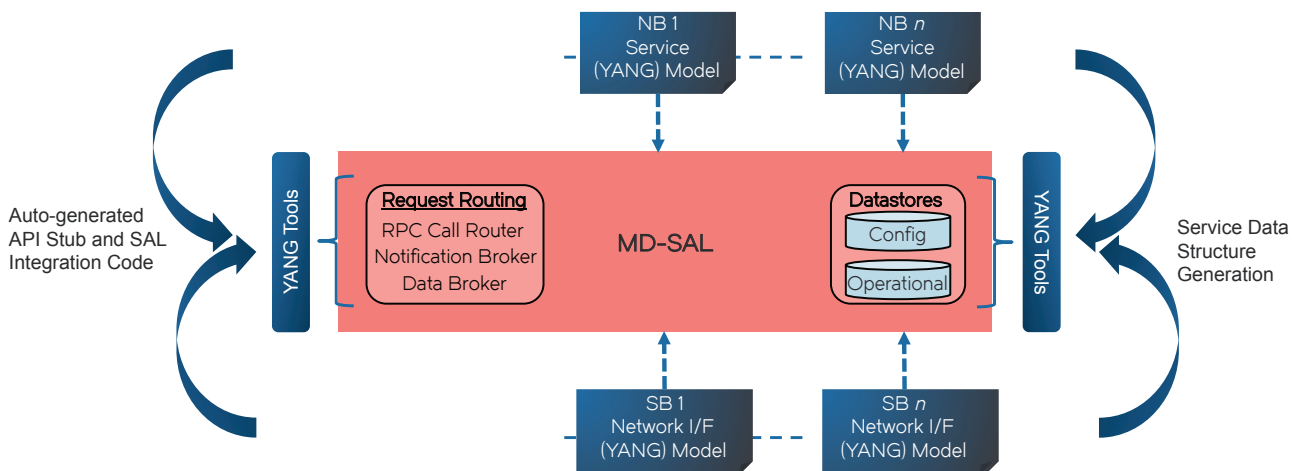 NB 1
Service
(YANG) Model
NB n
Service
(YANG) Model
Auto-generated
API Stub and SAL
Integration Code
YANG Tools
Request Routing
RPC Call Router
Notification Broker
Data Broker
MD-SAL
Datastores
Config
Operational
YANG Tools
Service Data
Structure
Generation
SB 1
Network I/F
(YANG) Model
SB n
Network I/F
(YANG) Model